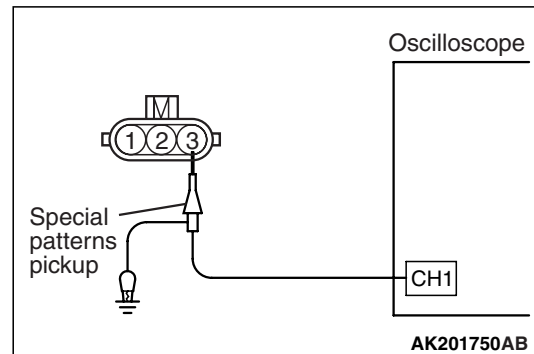 Oscilloscope
M
1 2 3
Special
patterns
pickup
CH1
AK201750AB